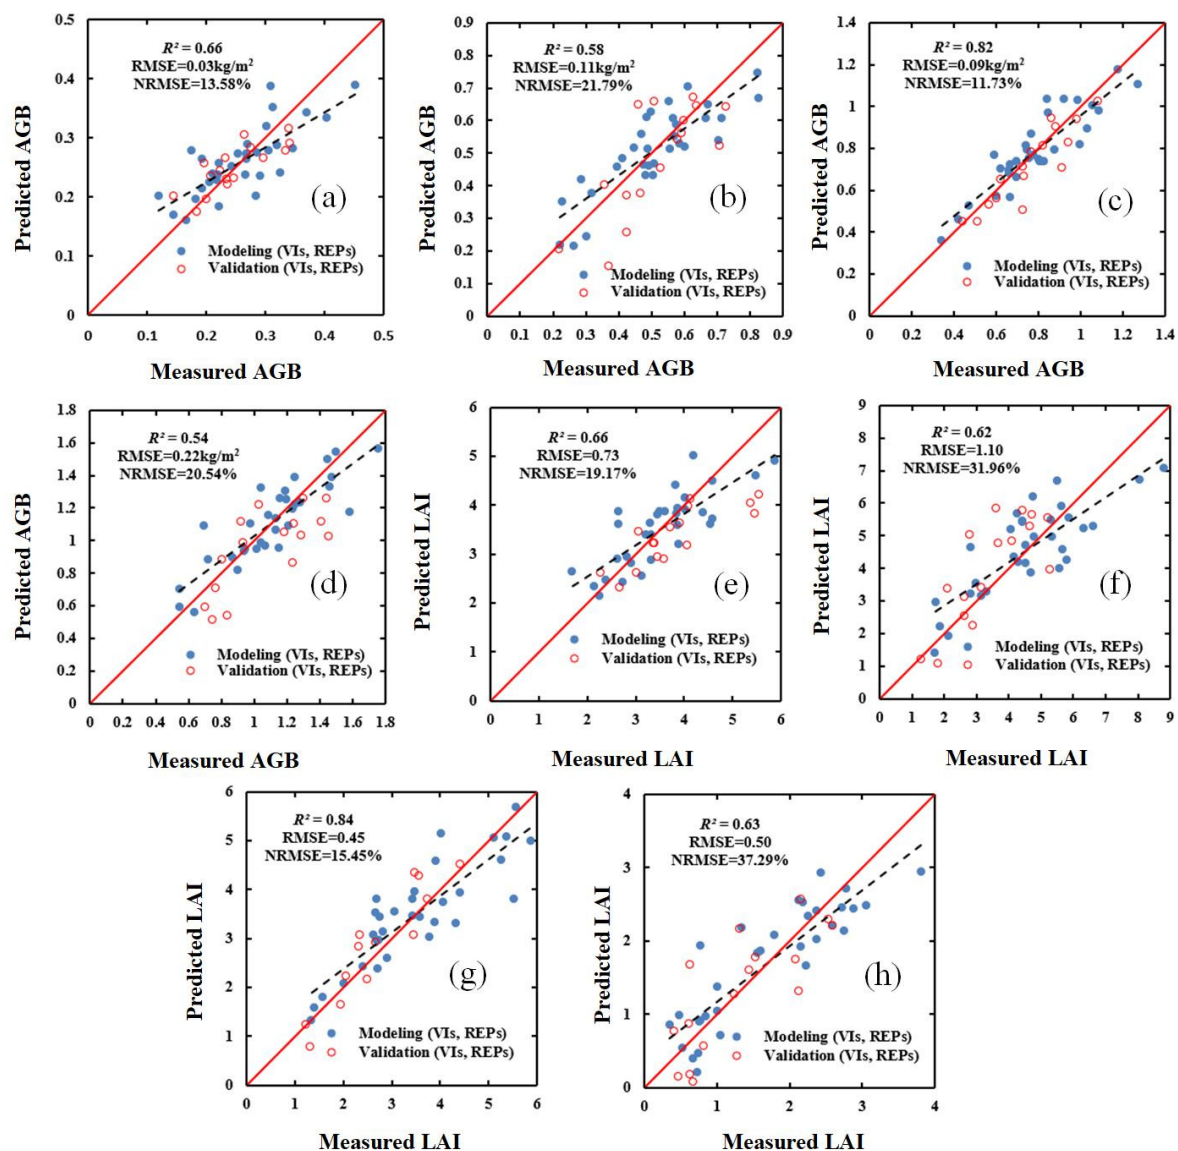 0.5
0.4
0.3
0.2
0.1
0
R² = 0.66
RMSE=0.03kg/m²
NRMSE=13.58%
(a)
Modeling (VIs, REPs)
Validation (VIs, REPs)
0 0.1 0.2 0.3 0.4 0.5
Predicted AGB
Measured AGB
0.9
0.8
0.7
0.6
0.5
0.4
0.3
0.2
0.1
0
R² = 0.58
RMSE=0.11kg/m²
NRMSE=21.79%
(b)
Modeling (VIs, REPs)
Validation (VIs, REPs)
0 0.1 0.2 0.3 0.4 0.5 0.6 0.7 0.8 0.9
Predicted AGB
Measured AGB
1.4
1.2
1
0.8
0.6
0.4
0.2
0
R² = 0.82
RMSE=0.09kg/m²
NRMSE=11.73%
(c)
Modeling (VIs, REPs)
Validation (VIs, REPs)
0 0.2 0.4 0.6 0.8 1 1.2 1.4
Predicted AGB
Measured AGB
1.8
1.6
1.4
1.2
1
0.8
0.6
0.4
0.2
0
R² = 0.54
RMSE=0.22kg/m²
NRMSE=20.54%
(d)
Modeling (VIs, REPs)
Validation (VIs, REPs)
0 0.2 0.4 0.6 0.8 1 1.2 1.4 1.6 1.8
Predicted AGB
Measured AGB
6
5
4
3
2
1
0
R² = 0.66
RMSE=0.73
NRMSE=19.17%
(e)
Modeling (VIs, REPs)
Validation (VIs, REPs)
0 1 2 3 4 5 6
Predicted LAI
Measured LAI
9
8
7
6
5
4
3
2
1
0
R² = 0.62
RMSE=1.10
NRMSE=31.96%
(f)
Modeling (VIs, REPs)
Validation (VIs, REPs)
0 1 2 3 4 5 6 7 8 9
Predicted LAI
Measured LAI
6
5
4
3
2
1
0
R² = 0.84
RMSE=0.45
NRMSE=15.45%
(g)
Modeling (VIs, REPs)
Validation (VIs, REPs)
0 1 2 3 4 5 6
Predicted LAI
Measured LAI
4
3
2
1
0
R² = 0.63
RMSE=0.50
NRMSE=37.29%
(h)
Modeling (VIs, REPs)
Validation (VIs, REPs)
0 1 2 3 4
Predicted LAI
Measured LAI